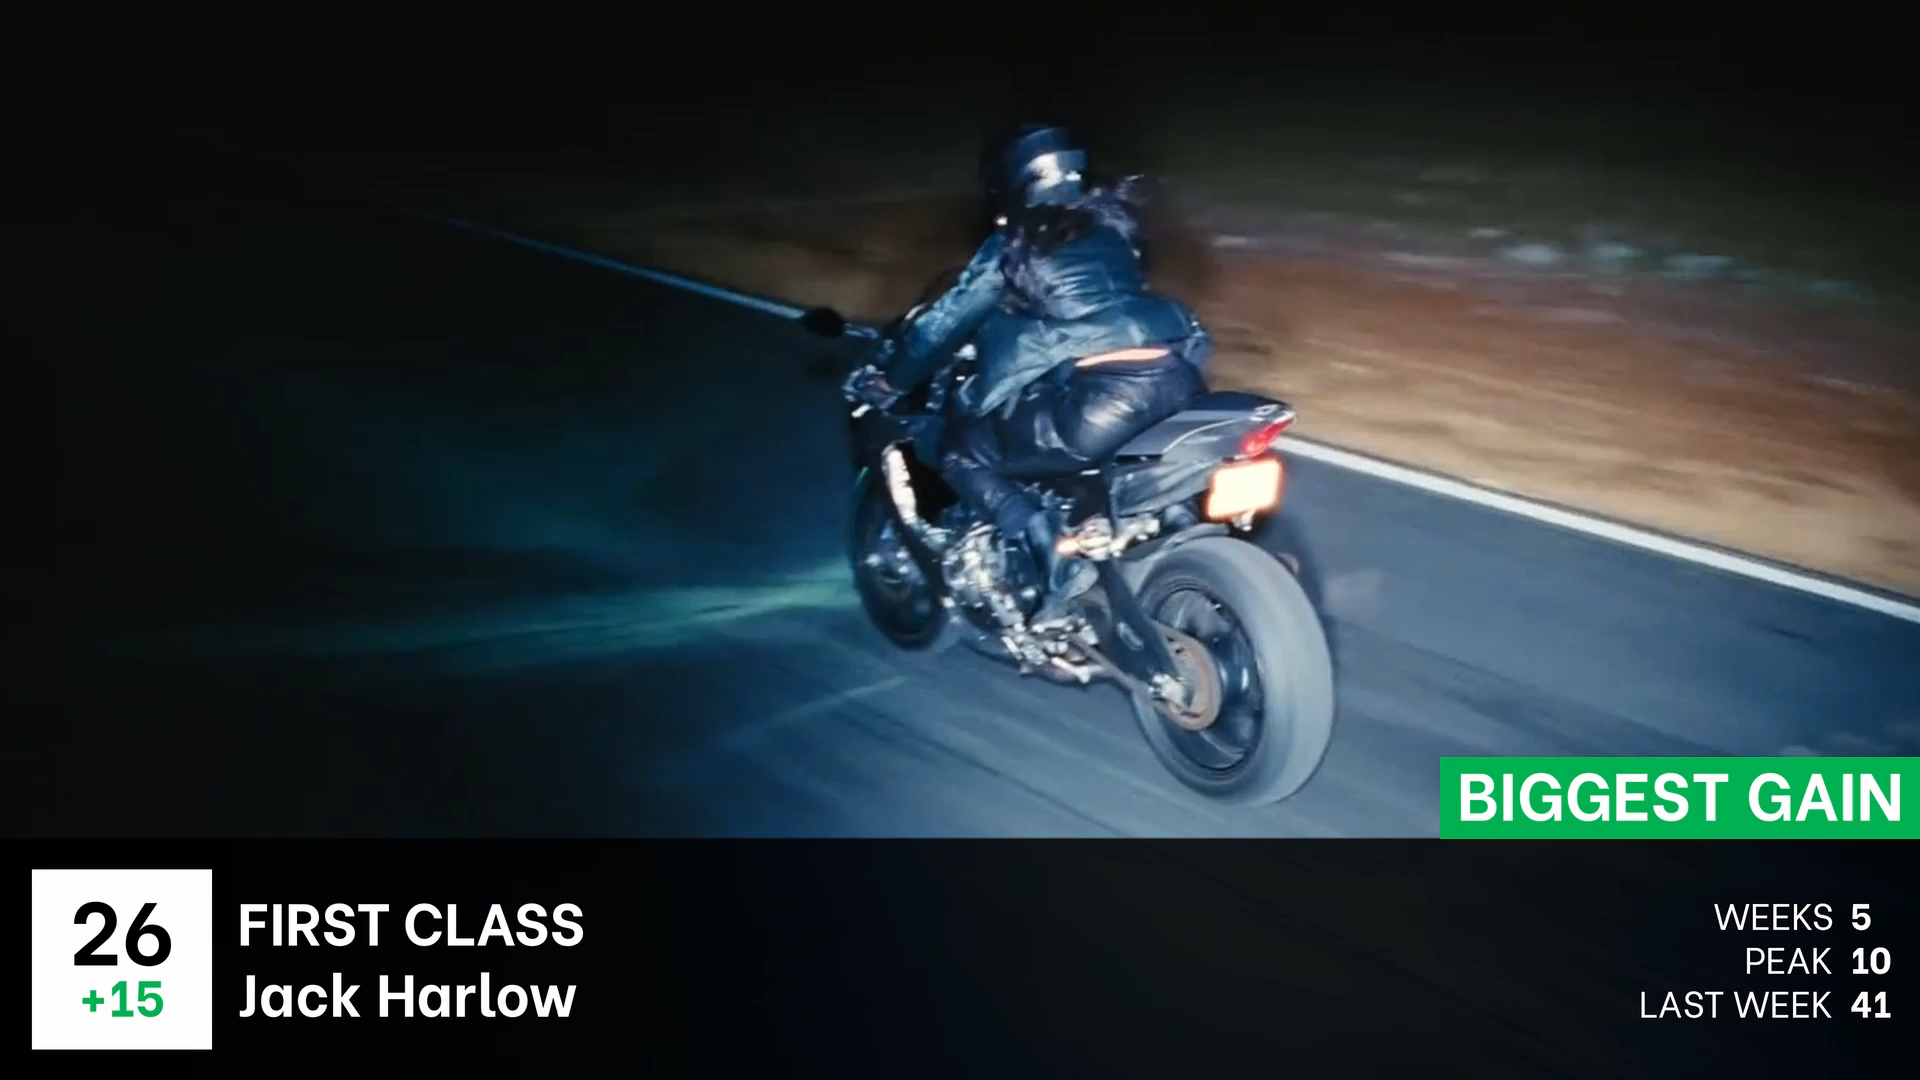 BIGGEST GAIN
26
+15
FIRST CLASS
Jack Harlow
WEEKS 5
PEAK 10
LAST WEEK 41